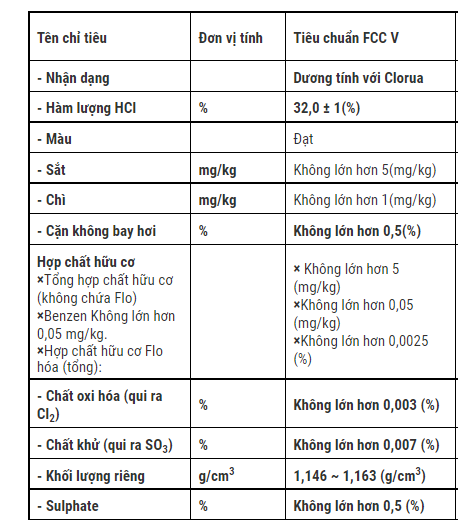 Tên chỉ tiêu Đơn vị tính Tiêu chuẩn FCC V
- Nhận dạng Dương tính với Clorua
- Hàm lượng HCl % 32,0 ± 1(%)
- Màu Đạt
- Sắt mg/kg Không lớn hơn 5(mg/kg)
- Chì mg/kg Không lớn hơn 1(mg/kg)
- Cặn không bay hơi % Không lớn hơn 0,5(%)
Hợp chất hữu cơ
×Tổng hợp chất hữu cơ
(không chứa Flo)
×Benzen Không lớn hơn
0,05 mg/kg.
×Hợp chất hữu cơ Flo
hóa (tổng):
× Không lớn hơn 5
(mg/kg)
×Không lớn hơn 0,05
(mg/kg)
×Không lớn hơn 0,0025
(%)
- Chất oxi hóa (qui ra
Cl₂)
% Không lớn hơn 0,003 (%)
- Chất khử (qui ra SO₃) % Không lớn hơn 0,007 (%)
- Khối lượng riêng g/cm³ 1,146 ~ 1,163 (g/cm³)
- Sulphate % Không lớn hơn 0,5 (%)